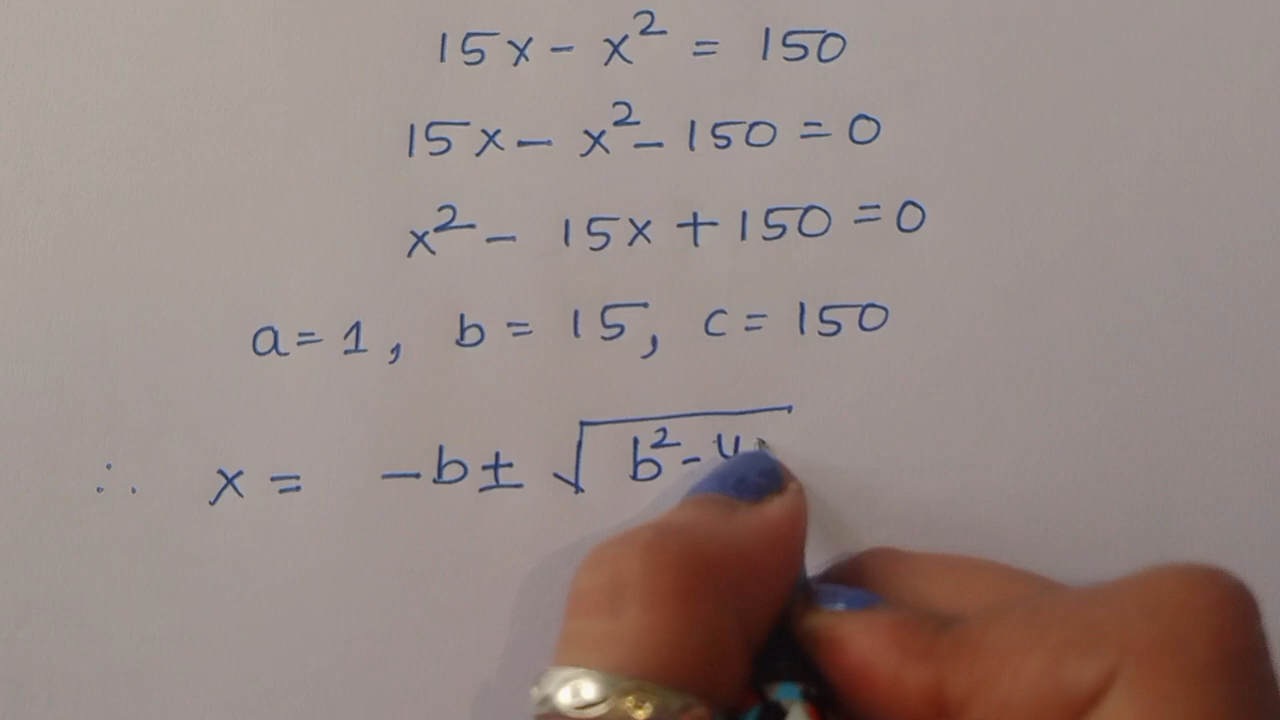 15x - x² = 150
15x - x² - 150 = 0
x² - 15x + 150 = 0
a = 1, b = 15, c = 150
∴ x = -b ± √ b² - 4